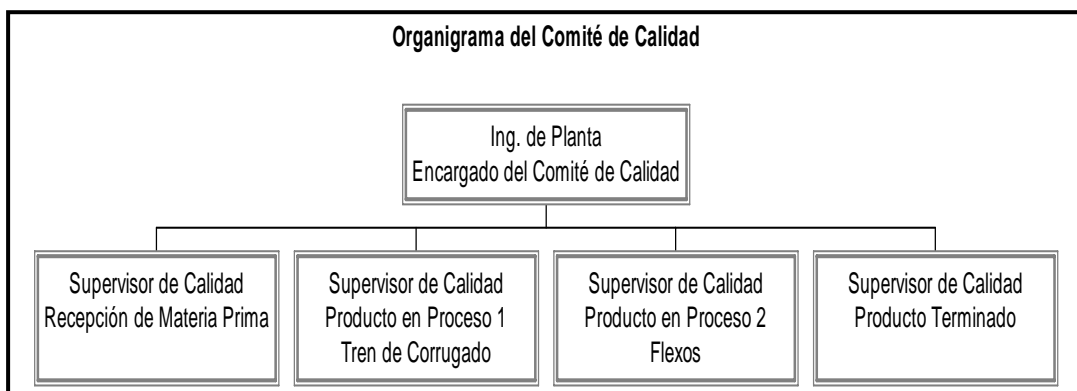 Organigrama del Comité de Calidad
Ing. de Planta
Encargado del Comité de Calidad
Supervisor de Calidad
Recepción de Materia Prima
Supervisor de Calidad
Producto en Proceso 1
Tren de Corrugado
Supervisor de Calidad
Producto en Proceso 2
Flexos
Supervisor de Calidad
Producto Terminado